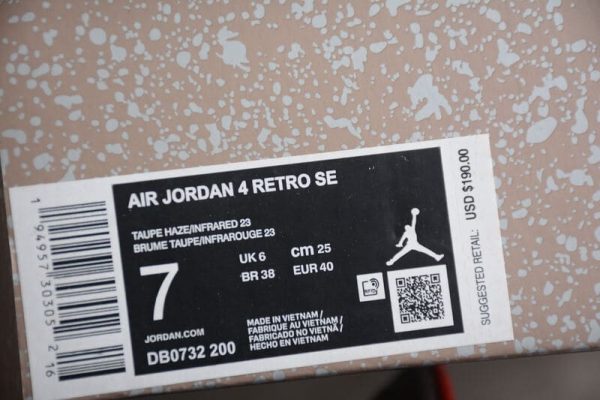 AIR JORDAN 4 RETRO SE
TAUPE HAZE/INFRARED 23
BRUME TAUPE/INFRAROUGE 23
7
UK 6
cm 25
BR 38
EUR 40
JORDAN.COM
DB0732 200
MADE IN VIETNAM /
FABRIQUE AU VIETNAM /
FABRICADO NO VIETNÃ /
HECHO EN VIETNAM
SUGGESTED RETAIL: USD $190.00
1 94957 30305 2 16